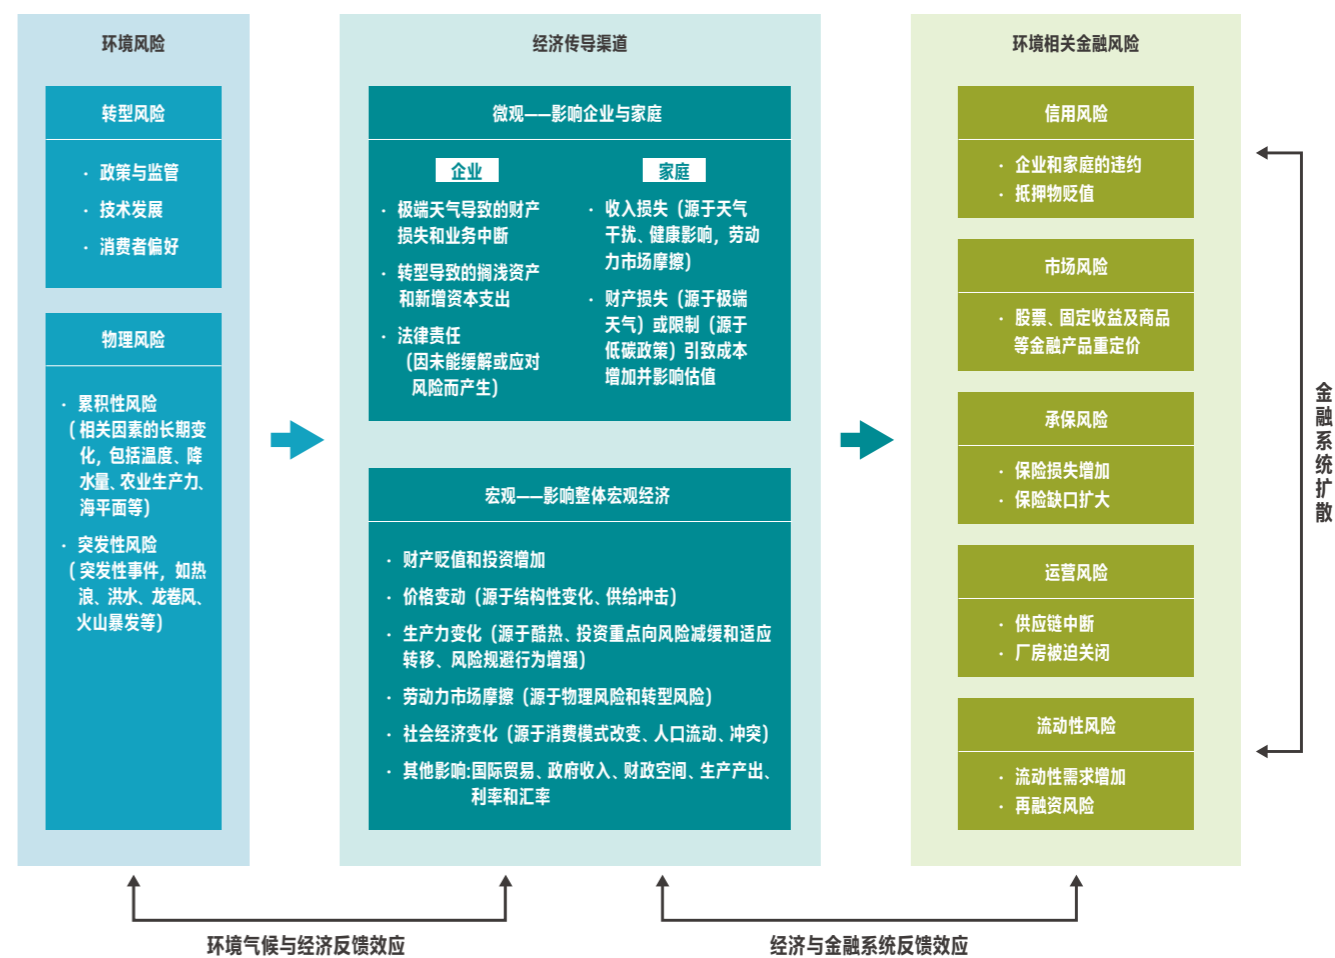 环境风险
转型风险
· 政策与监管
· 技术发展
· 消费者偏好
物理风险
· 累积性风险
（相关因素的长期变
化，包括温度、降
水量、农业生产力、
海平面等）
· 突发性风险
（突发性事件，如热
浪、洪水、龙卷风、
火山暴发等）
经济传导渠道
微观——影响企业与家庭
企业
· 极端天气导致的财产
损失和业务中断
· 转型导致的搁浅资产
和新增资本支出
· 法律责任
（因未能缓解或应对
风险而产生）
家庭
· 收入损失（源于天气
干扰、健康影响，劳动
力市场摩擦）
· 财产损失（源于极端
天气）或限制（源于
低碳政策）引致成本
增加并影响估值
宏观——影响整体宏观经济
· 财产贬值和投资增加
· 价格变动（源于结构性变化、供给冲击）
· 生产力变化（源于酷热、投资重点向风险减缓和适应
转移、风险规避行为增强）
· 劳动力市场摩擦（源于物理风险和转型风险）
· 社会经济变化（源于消费模式改变、人口流动、冲突）
· 其他影响:国际贸易、政府收入、财政空间、生产产出、
利率和汇率
环境相关金融风险
信用风险
· 企业和家庭的违约
· 抵押物贬值
市场风险
· 股票、固定收益及商品
等金融产品重定价
承保风险
· 保险损失增加
· 保险缺口扩大
运营风险
· 供应链中断
· 厂房被迫关闭
流动性风险
· 流动性需求增加
· 再融资风险
金融系统扩散
环境气候与经济反馈效应
经济与金融系统反馈效应